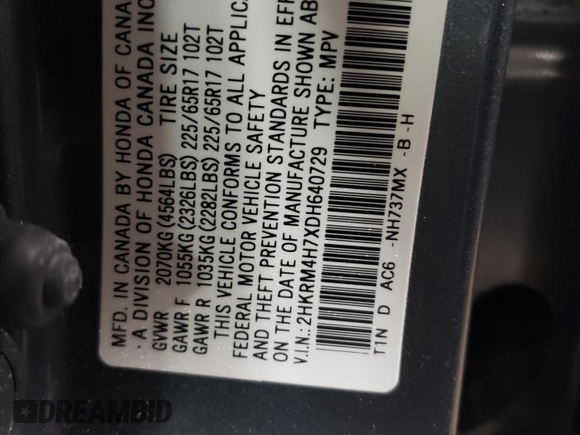 MFD. IN CANADA BY HONDA OF CANA
A DIVISION OF HONDA CANADA INC
GVWR 2070KG (4564LBS) TIRE SIZE
GAWR F 1055KG (2326LBS) 225/65R17 102T
GAWR R 1035KG (2282LBS) 225/65R17 102T
THIS VEHICLE CONFORMS TO ALL APPLICA
FEDERAL MOTOR VEHICLE SAFETY
AND THEFT PREVENTION STANDARDS IN EFF
ON THE DATE OF MANUFACTURE SHOWN AB
V.I.N.: 2HKRM4H7XDH640729 TYPE: MPV
T1N D AC6 -NH737MX -B -H
DREAMBID